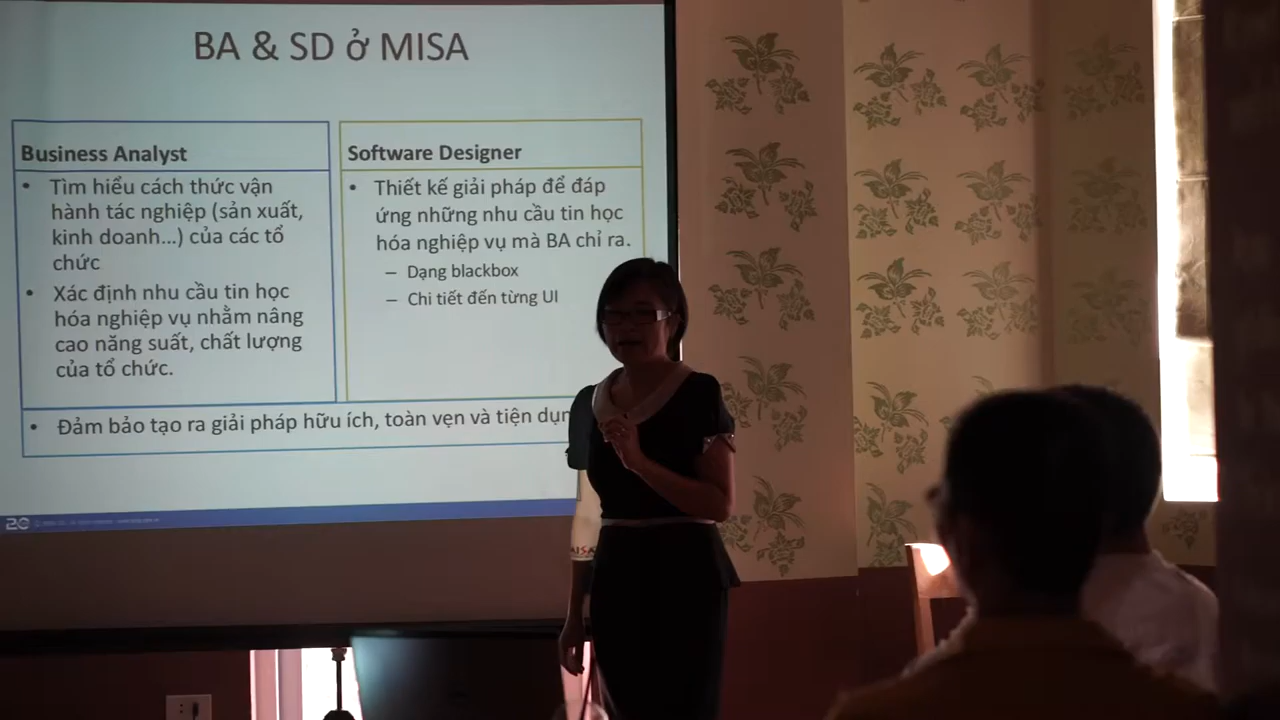 BA & SD ở MISA
Business Analyst
• Tìm hiểu cách thức vận
hành tác nghiệp (sản xuất,
kinh doanh...) của các tổ
chức
• Xác định nhu cầu tin học
hóa nghiệp vụ nhằm nâng
cao năng suất, chất lượng
của tổ chức.
Software Designer
• Thiết kế giải pháp để đáp
ứng những nhu cầu tin học
hóa nghiệp vụ mà BA chỉ ra.
– Dạng blackbox
– Chi tiết đến từng UI
• Đảm bảo tạo ra giải pháp hữu ích, toàn vẹn và tiện dụn
20